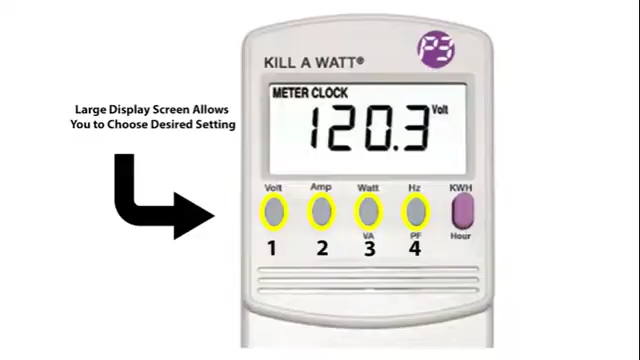 P3
KILL A WATT®
METER CLOCK
120.3 Volt
Large Display Screen Allows
You to Choose Desired Setting
Volt Amp Watt Hz KWH
VA PF Hour
1 2 3 4